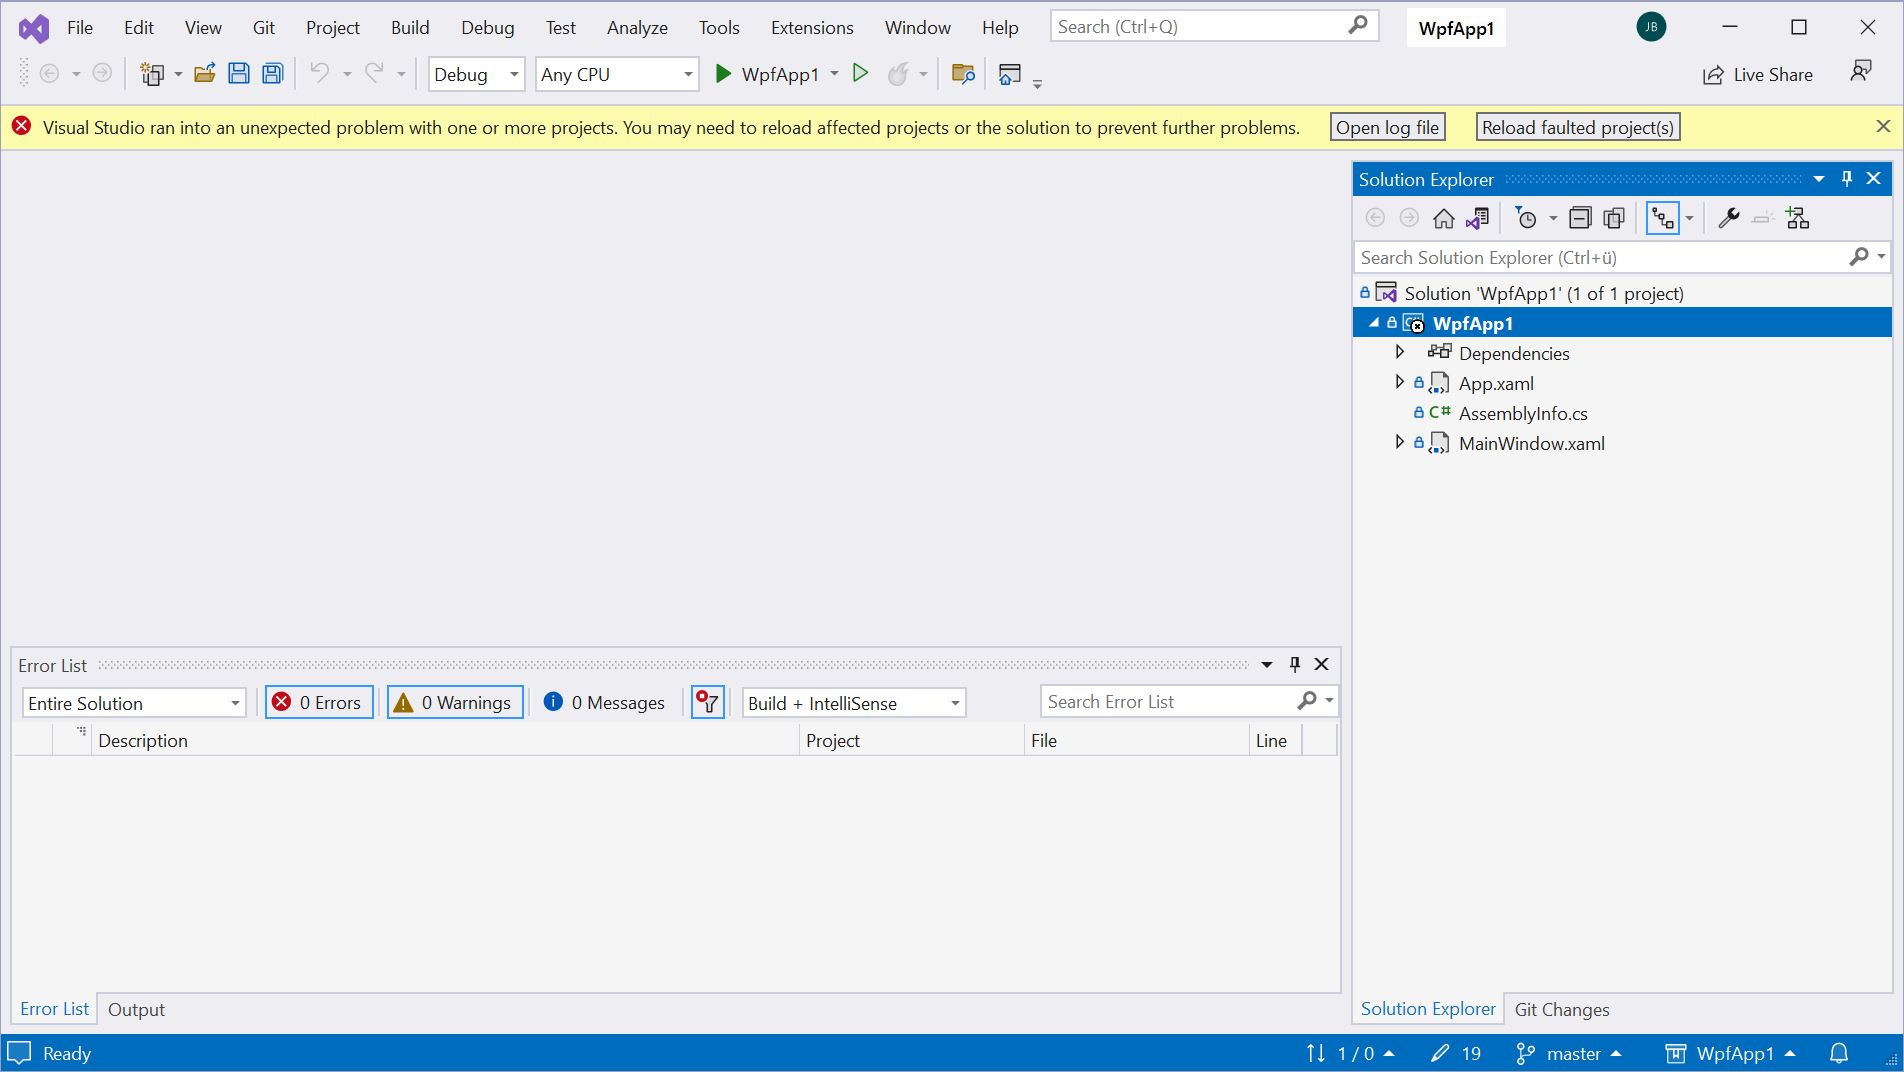 File Edit View Git Project Build Debug Test Analyze Tools Extensions Window Help Search (Ctrl+Q) WpfApp1 JB
Debug Any CPU WpfApp1 Live Share
Visual Studio ran into an unexpected problem with one or more projects. You may need to reload affected projects or the solution to prevent further problems. Open log file Reload faulted project(s)
Solution Explorer
Search Solution Explorer (Ctrl+ü)
Solution 'WpfApp1' (1 of 1 project)
WpfApp1
Dependencies
App.xaml
C# AssemblyInfo.cs
MainWindow.xaml
Error List
Entire Solution 0 Errors 0 Warnings 0 Messages Build + IntelliSense Search Error List
Description Project File Line
Error List Output
Solution Explorer Git Changes
Ready 1 / 0 19 master WpfApp1